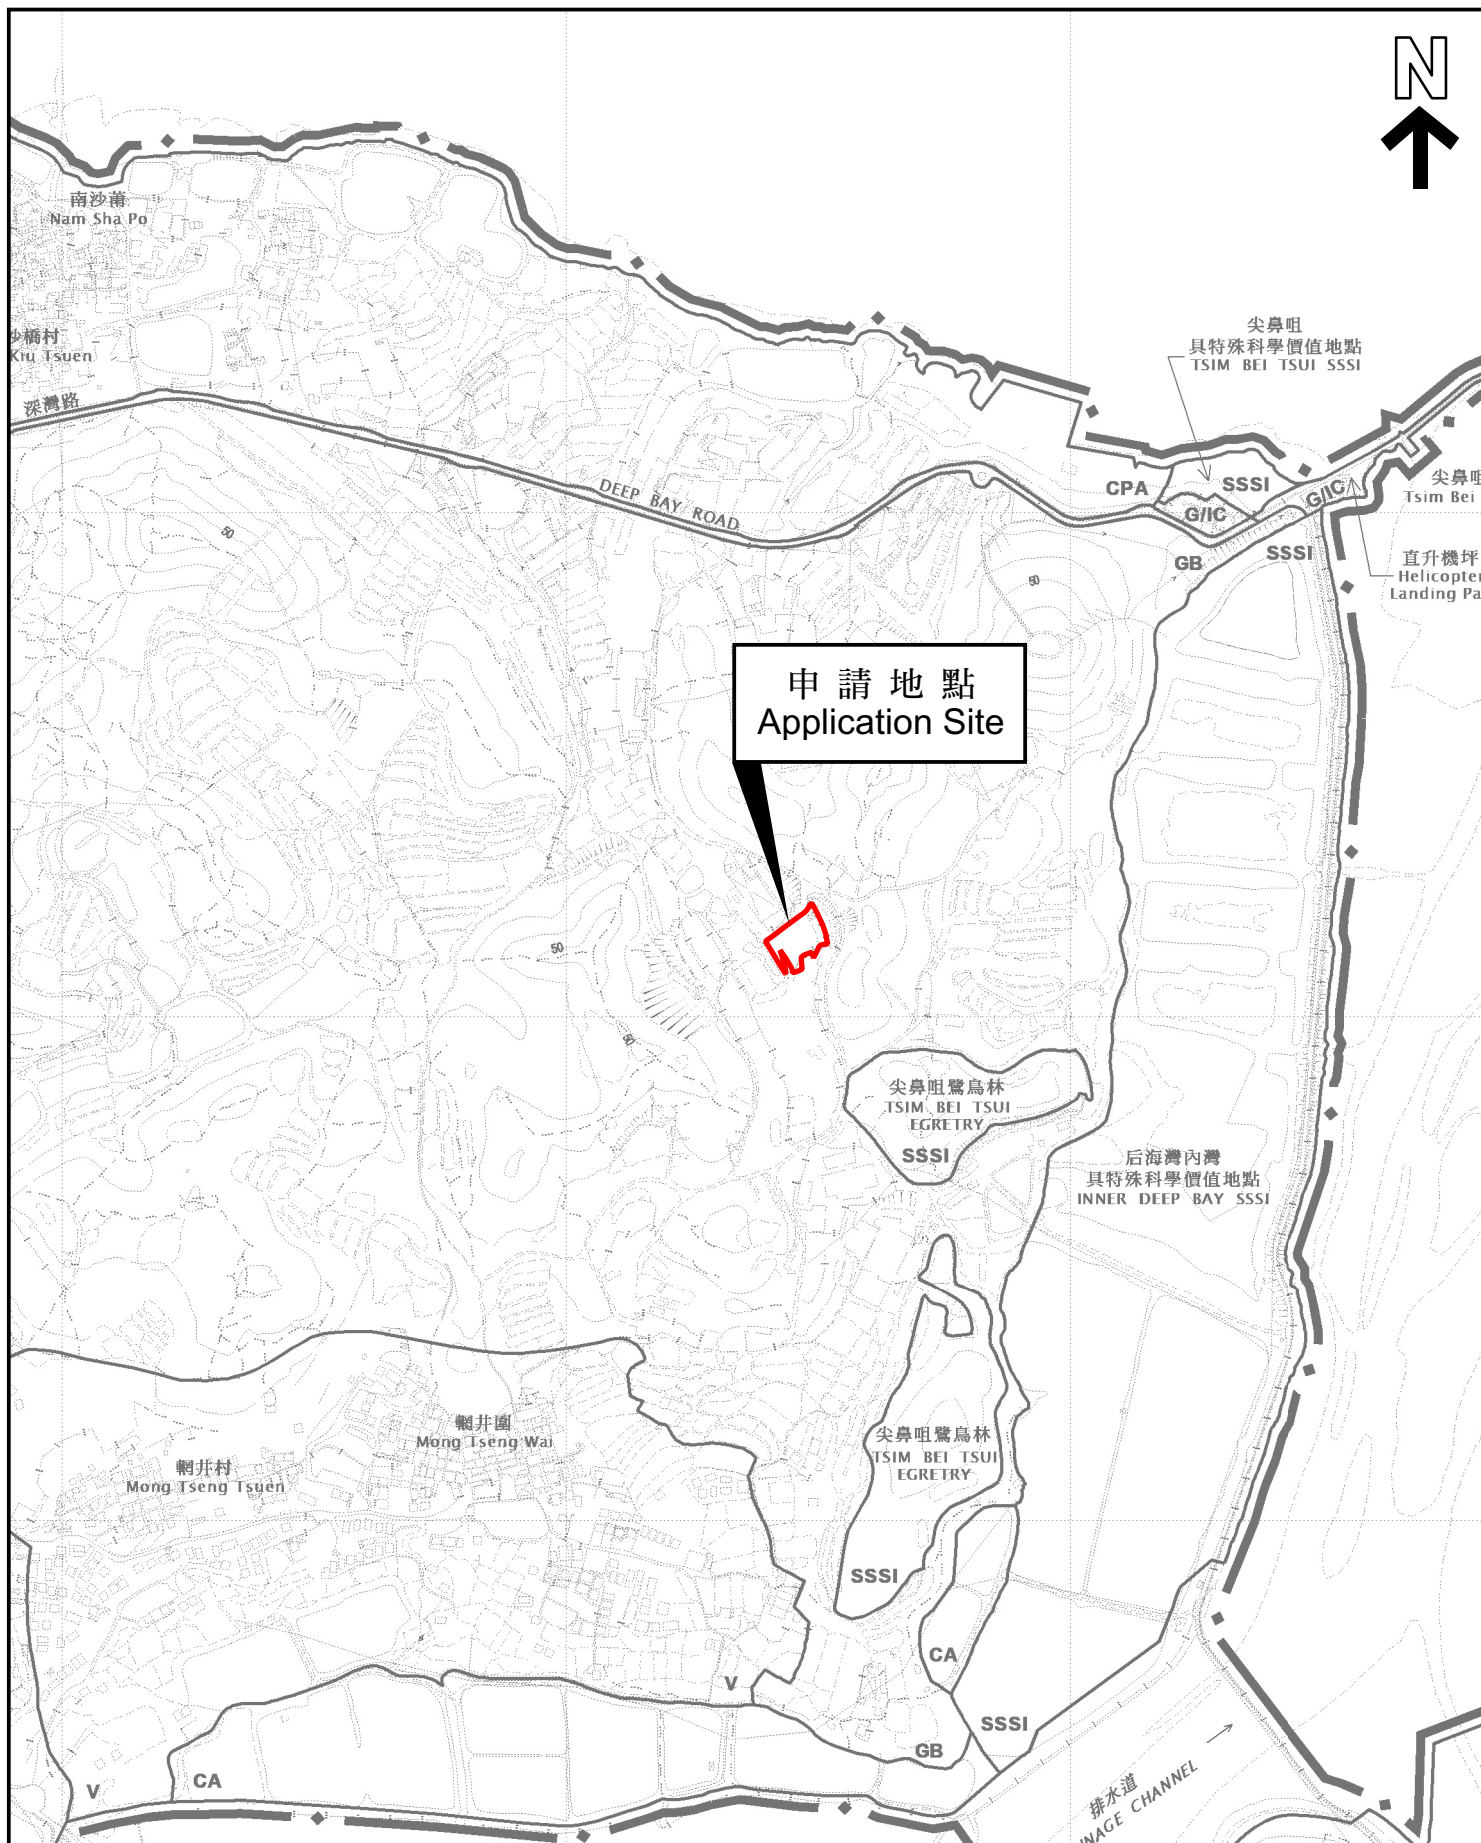 N
南沙莆
Nam Sha Po
沙橋村
Kiu Tsuen
深灣路
DEEP BAY ROAD
尖鼻咀
具特殊科學價值地點
TSIM BEI TSUI SSSI
CPA
SSSI
G/IC
G/IC
尖鼻咀
Tsim Bei
GB
SSSI
直升機坪
Helicopter
Landing Pa
50
50
申請地點
Application Site
50
50
尖鼻咀鷺鳥林
TSIM BEI TSUI
EGRETRY
SSSI
后海灣內灣
具特殊科學價值地點
INNER DEEP BAY SSSI
輞井圍
Mong Tseng Wai
輞井村
Mong Tseng Tsuen
尖鼻咀鷺鳥林
TSIM BEI TSUI
EGRETRY
SSSI
CA
V
SSSI
GB
V
CA
排水道
NAGE CHANNEL